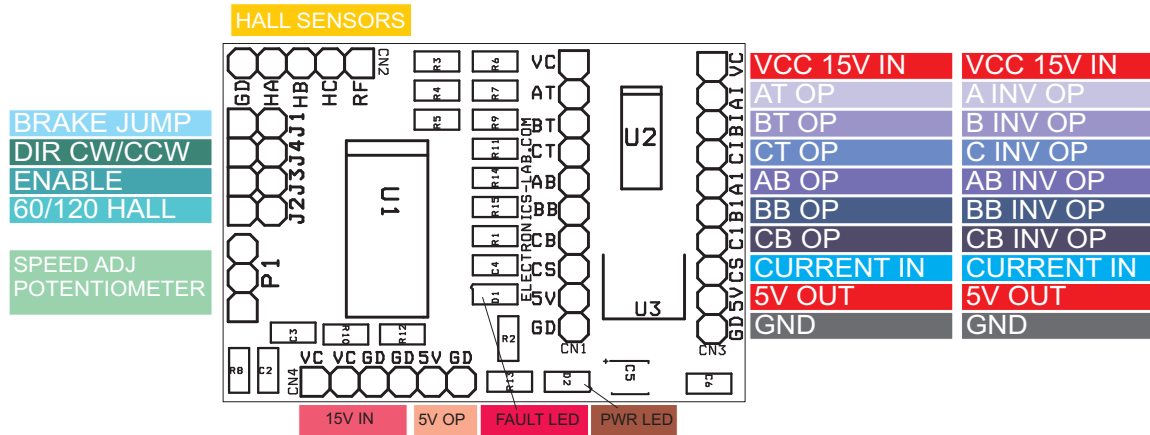 HALL SENSORS
CN2
GD HA HB HC RF
R3 R6
R4 R7
R5 R9
R11
R14
R15
R1
C4
D1
R2
ELECTRONICS-LAB.COM
BRAKE JUMP
DIR CW/CCW
ENABLE
60/120 HALL
J1
J4
J3
J2
SPEED ADJ
POTENTIOMETER
P1
U1
U2
U3
VC
AT
BT
CT
AB
BB
CB
CS
5V
GD
CN1
VC
AI
BI
CI
A1
B1
C1
CS
5V
GD
CN3
VCC 15V IN VCC 15V IN
AT OP A INV OP
BT OP B INV OP
CT OP C INV OP
AB OP AB INV OP
BB OP BB INV OP
CB OP CB INV OP
CURRENT IN CURRENT IN
5V OUT 5V OUT
GND GND
C3 R10 R12
R8 C2
CN4
VC VC GD GD 5V GD
R13 D2 + C5 C6
15V IN 5V OP FAULT LED PWR LED